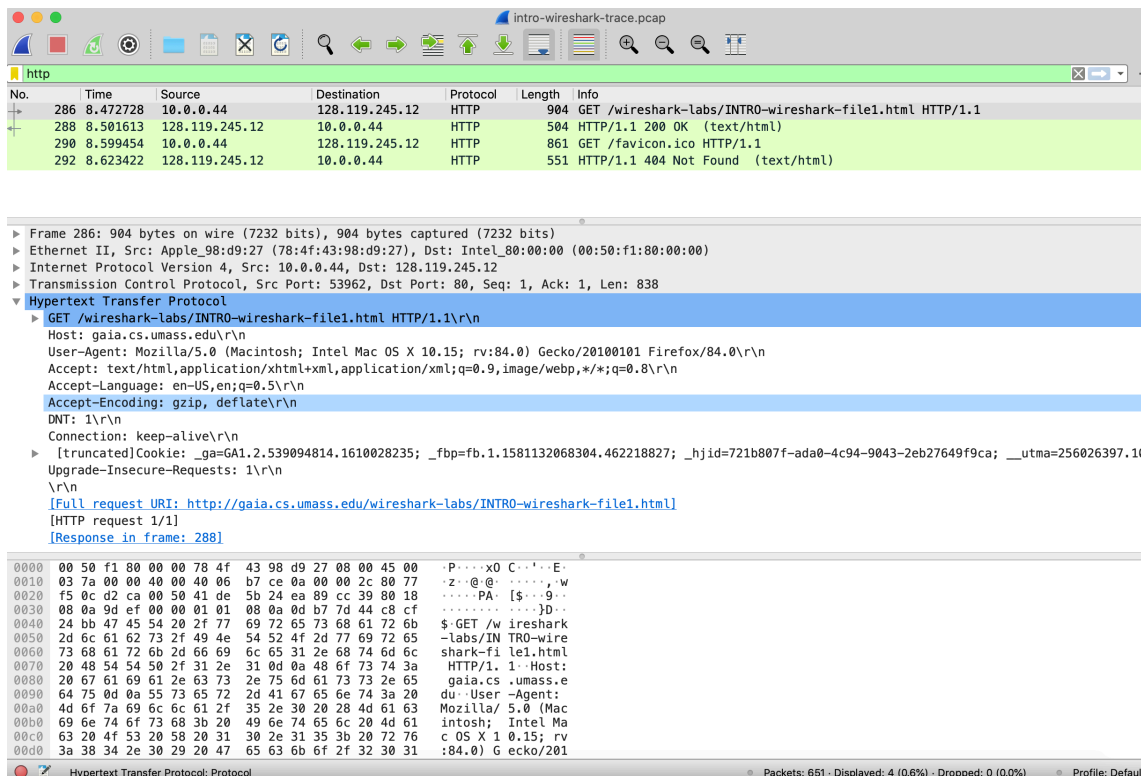 intro-wireshark-trace.pcap
http
No. Time Source Destination Protocol Length Info
286 8.472728 10.0.0.44 128.119.245.12 HTTP 904 GET /wireshark-labs/INTRO-wireshark-file1.html HTTP/1.1
288 8.501613 128.119.245.12 10.0.0.44 HTTP 504 HTTP/1.1 200 OK (text/html)
290 8.599454 10.0.0.44 128.119.245.12 HTTP 861 GET /favicon.ico HTTP/1.1
292 8.623422 128.119.245.12 10.0.0.44 HTTP 551 HTTP/1.1 404 Not Found (text/html)
Frame 286: 904 bytes on wire (7232 bits), 904 bytes captured (7232 bits)
Ethernet II, Src: Apple_98:d9:27 (78:4f:43:98:d9:27), Dst: Intel_80:00:00 (00:50:f1:80:00:00)
Internet Protocol Version 4, Src: 10.0.0.44, Dst: 128.119.245.12
Transmission Control Protocol, Src Port: 53962, Dst Port: 80, Seq: 1, Ack: 1, Len: 838
Hypertext Transfer Protocol
GET /wireshark-labs/INTRO-wireshark-file1.html HTTP/1.1\r\n
Host: gaia.cs.umass.edu\r\n
User-Agent: Mozilla/5.0 (Macintosh; Intel Mac OS X 10.15; rv:84.0) Gecko/20100101 Firefox/84.0\r\n
Accept: text/html,application/xhtml+xml,application/xml;q=0.9,image/webp,*/*;q=0.8\r\n
Accept-Language: en-US,en;q=0.5\r\n
Accept-Encoding: gzip, deflate\r\n
DNT: 1\r\n
Connection: keep-alive\r\n
[truncated]Cookie: _ga=GA1.2.539094814.1610028235; _fbp=fb.1.1581132068304.462218827; _hjid=721b807f-ada0-4c94-9043-2eb27649f9ca; __utma=256026397.10
Upgrade-Insecure-Requests: 1\r\n
\r\n
[Full request URI: http://gaia.cs.umass.edu/wireshark-labs/INTRO-wireshark-file1.html]
[HTTP request 1/1]
[Response in frame: 288]
0000 00 50 f1 80 00 00 78 4f 43 98 d9 27 08 00 45 00 ·P····xO C··'··E·
0010 03 7a 00 00 40 00 40 06 b7 ce 0a 00 00 2c 80 77 ·z··@·@· ·····,·w
0020 f5 0c d2 ca 00 50 41 de 5b 24 ea 89 cc 39 80 18 ·····PA· [$···9··
0030 08 0a 9d ef 00 00 01 01 08 0a 0d b7 7d 44 c8 cf ········ ····}D··
0040 24 bb 47 45 54 20 2f 77 69 72 65 73 68 61 72 6b $·GET /w ireshark
0050 2d 6c 61 62 73 2f 49 4e 54 52 4f 2d 77 69 72 65 -labs/IN TRO-wire
0060 73 68 61 72 6b 2d 66 69 6c 65 31 2e 68 74 6d 6c shark-fi le1.html
0070 20 48 54 54 50 2f 31 2e 31 0d 0a 48 6f 73 74 3a HTTP/1. 1··Host:
0080 20 67 61 69 61 2e 63 73 2e 75 6d 61 73 73 2e 65 gaia.cs .umass.e
0090 64 75 0d 0a 55 73 65 72 2d 41 67 65 6e 74 3a 20 du··User -Agent:
00a0 4d 6f 7a 69 6c 6c 61 2f 35 2e 30 20 28 4d 61 63 Mozilla/ 5.0 (Mac
00b0 69 6e 74 6f 73 68 3b 20 49 6e 74 65 6c 20 4d 61 intosh; Intel Ma
00c0 63 20 4f 53 20 58 20 31 30 2e 31 35 3b 20 72 76 c OS X 1 0.15; rv
00d0 3a 38 34 2e 30 29 20 47 65 63 6b 6f 2f 32 30 31 :84.0) G ecko/201
Hypertext Transfer Protocol: Protocol Packets: 651 · Displayed: 4 (0.6%) · Dropped: 0 (0.0%) Profile: Defaul